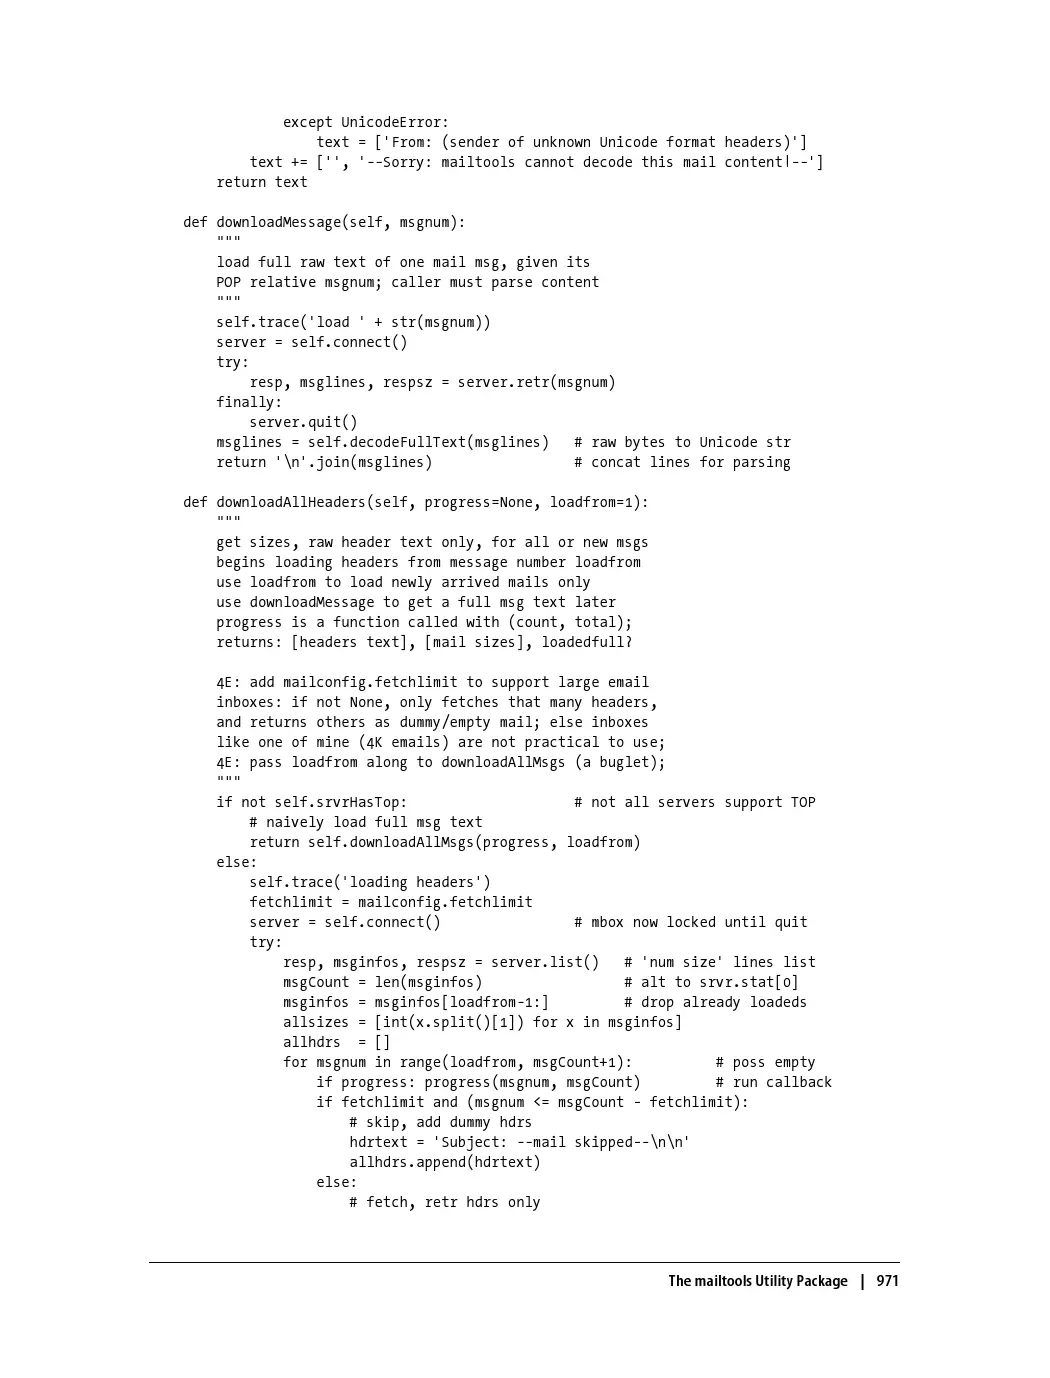 except UnicodeError:
                text = ['From: (sender of unknown Unicode format headers)']
        text += ['', '--Sorry: mailtools cannot decode this mail content!--']
    return text

def downloadMessage(self, msgnum):
    """
    load full raw text of one mail msg, given its
    POP relative msgnum; caller must parse content
    """
    self.trace('load ' + str(msgnum))
    server = self.connect()
    try:
        resp, msglines, respsz = server.retr(msgnum)
    finally:
        server.quit()
    msglines = self.decodeFullText(msglines)   # raw bytes to Unicode str
    return '\n'.join(msglines)                 # concat lines for parsing

def downloadAllHeaders(self, progress=None, loadfrom=1):
    """
    get sizes, raw header text only, for all or new msgs
    begins loading headers from message number loadfrom
    use loadfrom to load newly arrived mails only
    use downloadMessage to get a full msg text later
    progress is a function called with (count, total);
    returns: [headers text], [mail sizes], loadedfull?

    4E: add mailconfig.fetchlimit to support large email
    inboxes: if not None, only fetches that many headers,
    and returns others as dummy/empty mail; else inboxes
    like one of mine (4K emails) are not practical to use;
    4E: pass loadfrom along to downloadAllMsgs (a buglet);
    """
    if not self.srvrHasTop:                    # not all servers support TOP
        # naively load full msg text
        return self.downloadAllMsgs(progress, loadfrom)
    else:
        self.trace('loading headers')
        fetchlimit = mailconfig.fetchlimit
        server = self.connect()                # mbox now locked until quit
        try:
            resp, msginfos, respsz = server.list()   # 'num size' lines list
            msgCount = len(msginfos)                 # alt to srvr.stat[0]
            msginfos = msginfos[loadfrom-1:]         # drop already loadeds
            allsizes = [int(x.split()[1]) for x in msginfos]
            allhdrs  = []
            for msgnum in range(loadfrom, msgCount+1):          # poss empty
                if progress: progress(msgnum, msgCount)         # run callback
                if fetchlimit and (msgnum <= msgCount - fetchlimit):
                    # skip, add dummy hdrs
                    hdrtext = 'Subject: --mail skipped--\n\n'
                    allhdrs.append(hdrtext)
                else:
                    # fetch, retr hdrs only
The mailtools Utility Package | 971